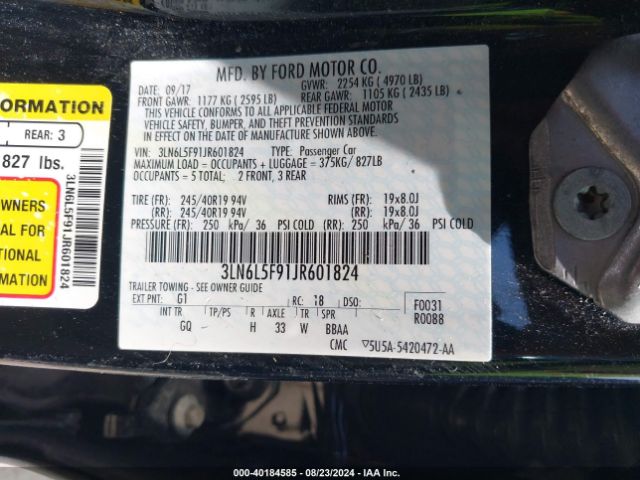 MFD. BY FORD MOTOR CO.
DATE: 09/17 GVWR: 2254 KG ( 4970 LB)
FRONT GAWR: 1177 KG ( 2595 LB) REAR GAWR: 1105 KG ( 2435 LB)
THIS VEHICLE CONFORMS TO ALL APPLICABLE FEDERAL MOTOR
VEHICLE SAFETY, BUMPER, AND THEFT PREVENTION STANDARDS
IN EFFECT ON THE DATE OF MANUFACTURE SHOWN ABOVE.
VIN: 3LN6L5F91JR601824 TYPE: Passenger Car
MAXIMUM LOAD = OCCUPANTS + LUGGAGE = 375KG/ 827LB
OCCUPANTS = 5 TOTAL; 2 FRONT, 3 REAR
TIRE (FR): 245/40R19 94V RIMS (FR): 19x8.0J
(RR): 245/40R19 94V (RR): 19x8.0J
PRESSURE (FR): 250 kPa/ 36 PSI COLD (RR): 250 kPa/ 36 PSI COLD
3LN6L5F91JR601824
TRAILER TOWING - SEE OWNER GUIDE
EXT PNT: G1 RC: 18 DSO: F0031
R0088
INT TR TP/PS R AXLE TR SPR
GQ H 33 W BBAA
CMC ▽5U5A-5420472-AA
FORMATION
REAR: 3
827 lbs.
WNERS
AL FOR
TIONAL
RMATION
3LN6L5F91JR601824
000-40184585 - 08/23/2024 - IAA Inc.